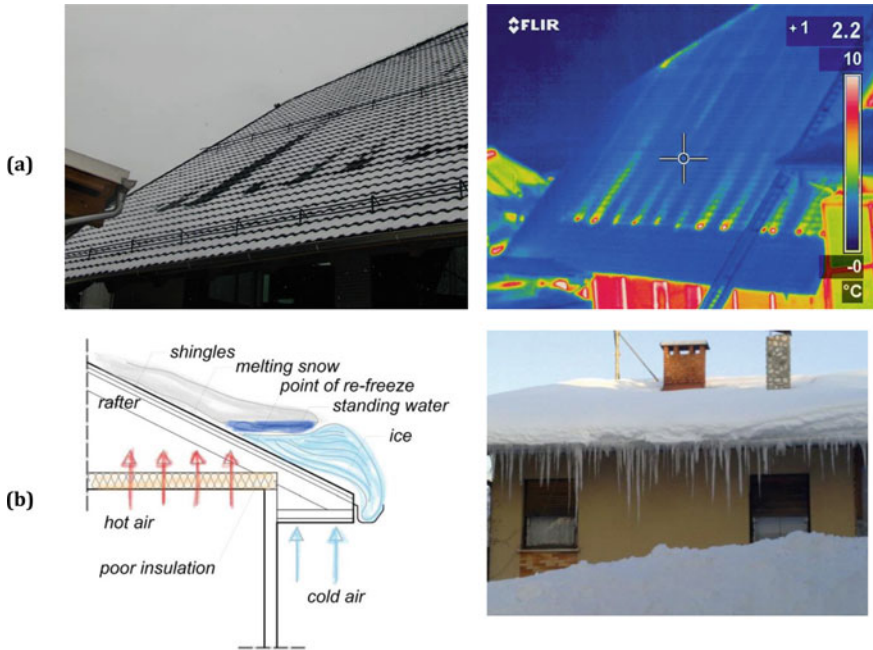 (a)
FLIR
+1 2.2
10
-0
°C
(b)
shingles
melting snow
point of re-freeze
standing water
rafter
ice
hot air
poor insulation
cold air